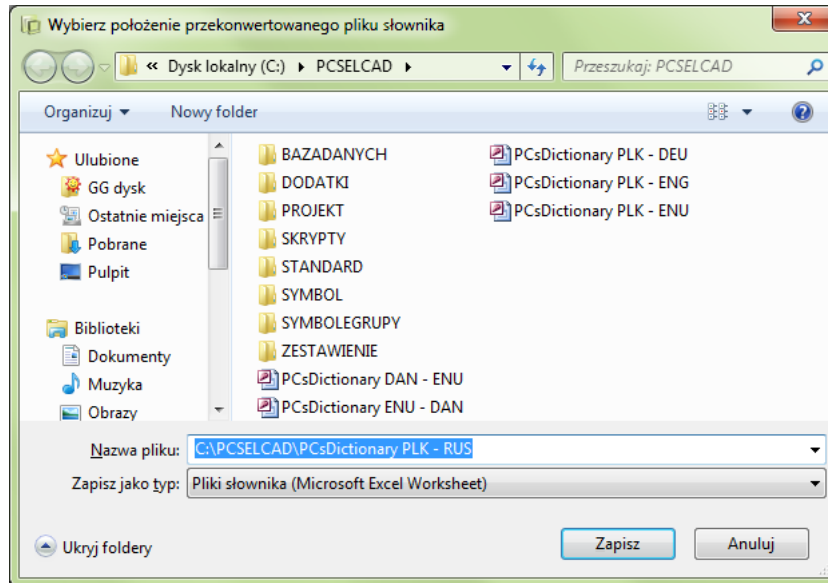 Wybierz położenie przekonwertowanego pliku słownika
« Dysk lokalny (C:) PCSELCAD
Przeszukaj: PCSELCAD
Organizuj
Nowy folder
Ulubione
GG dysk
Ostatnie miejsca
Pobrane
Pulpit
Biblioteki
Dokumenty
Muzyka
Obrazy
BAZADANYCH
DODATKI
PROJEKT
SKRYPTY
STANDARD
SYMBOL
SYMBOLEGRUPY
ZESTAWIENIE
PCsDictionary DAN - ENU
PCsDictionary ENU - DAN
PCsDictionary PLK - DEU
PCsDictionary PLK - ENG
PCsDictionary PLK - ENU
Nazwa pliku: C:\PCSELCAD\PCsDictionary PLK - RUS
Zapisz jako typ: Pliki słownika (Microsoft Excel Worksheet)
Ukryj foldery
Zapisz
Anuluj